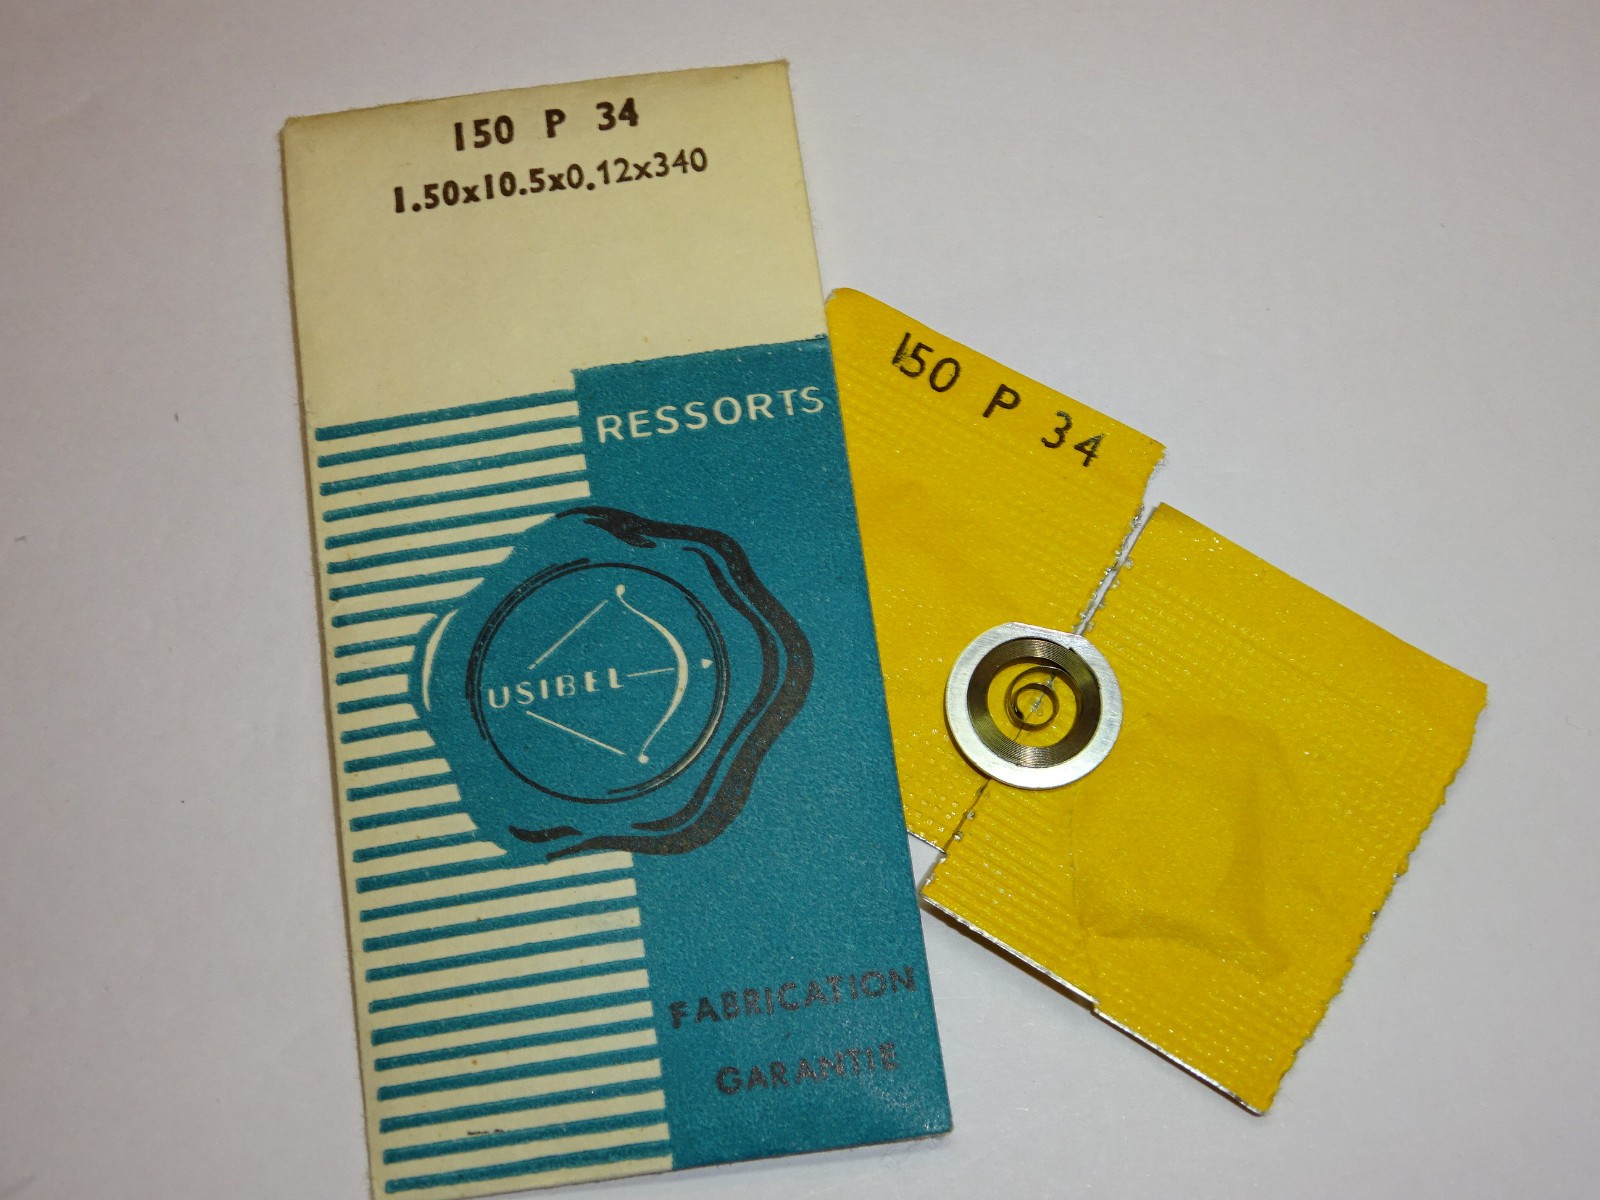 150 P 34
1.50x10.5x0.12x340
RESSORTS
USIBEL
FABRICATION
GARANTIE
150 P 34